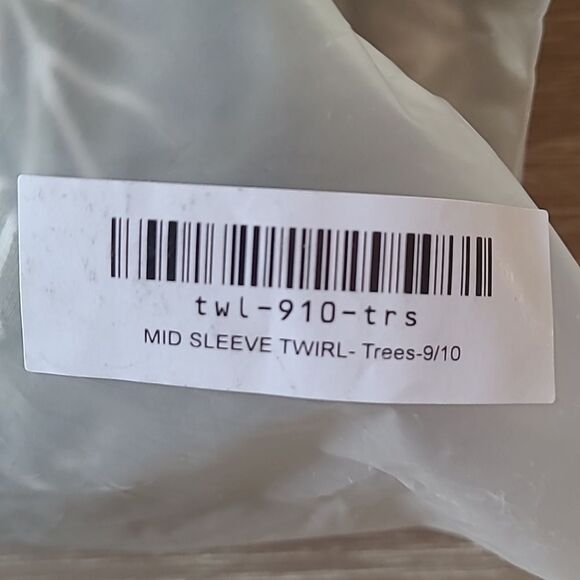 twl-910-trs
MID SLEEVE TWIRL- Trees-9/10